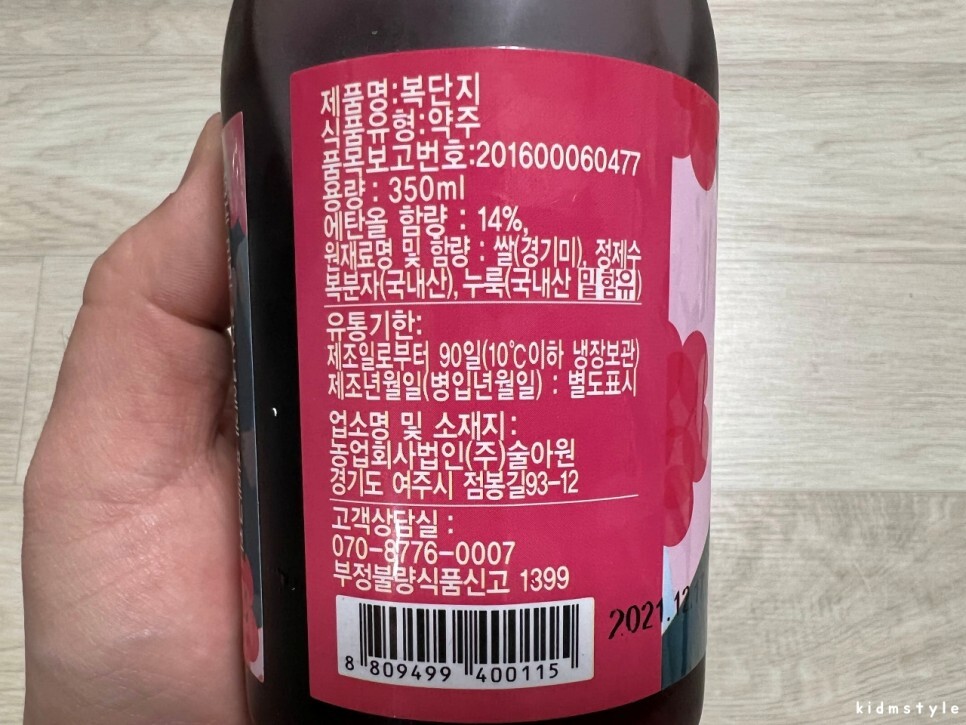 제품명:복단지
식품유형:약주
품목보고번호:201600060477
용량 : 350ml
에탄올 함량 : 14%,
원재료명 및 함량 : 쌀(경기미), 정제수
복분자(국내산), 누룩(국내산 밀함유)
유통기한:
제조일로부터 90일(10℃이하 냉장보관)
제조년월일(병입년월일) : 별도표시
업소명 및 소재지:
농업회사법인(주)술아원
경기도 여주시 점봉길93-12
고객상담실 :
070-8776-0007
부정불량식품신고 1399
2021.12
8 809499 400115
kidmstyle